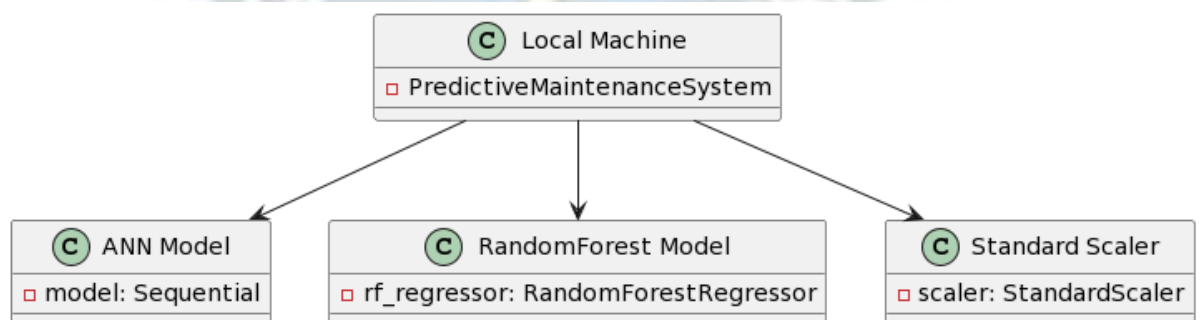 C Local Machine
PredictiveMaintenanceSystem
C ANN Model
model: Sequential
C RandomForest Model
rf_regressor: RandomForestRegressor
C Standard Scaler
scaler: StandardScaler